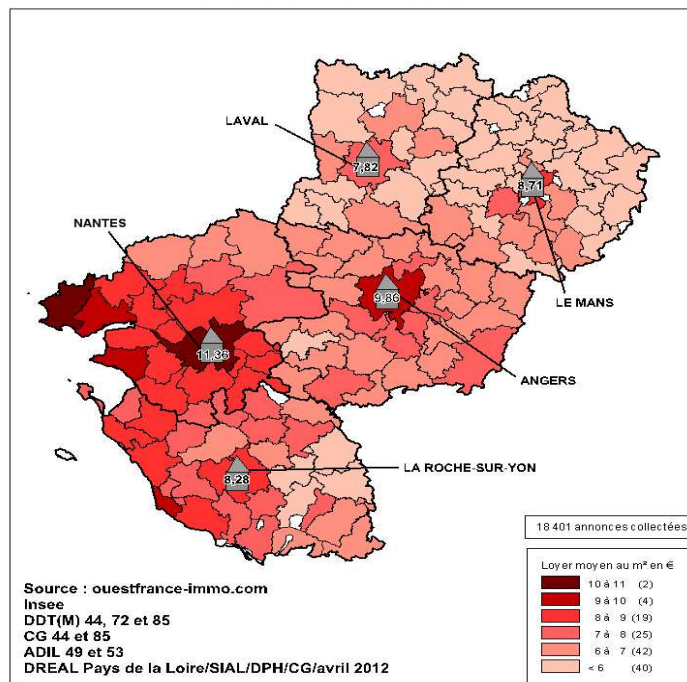 LAVAL
7,82
8,71
NANTES
LE MANS
9,86
11,36
ANGERS
LA ROCHE-SUR-YON
8,28
18 401 annonces collectées
Loyer moyen au m² en €
10 à 11 (2)
9 à 10 (4)
8 à 9 (19)
7 à 8 (25)
6 à 7 (42)
< 6 (40)
Source : ouestfrance-immo.com
Insee
DDT(M) 44, 72 et 85
CG 44 et 85
ADIL 49 et 53
DREAL Pays de la Loire/SIAL/DPH/CG/avril 2012